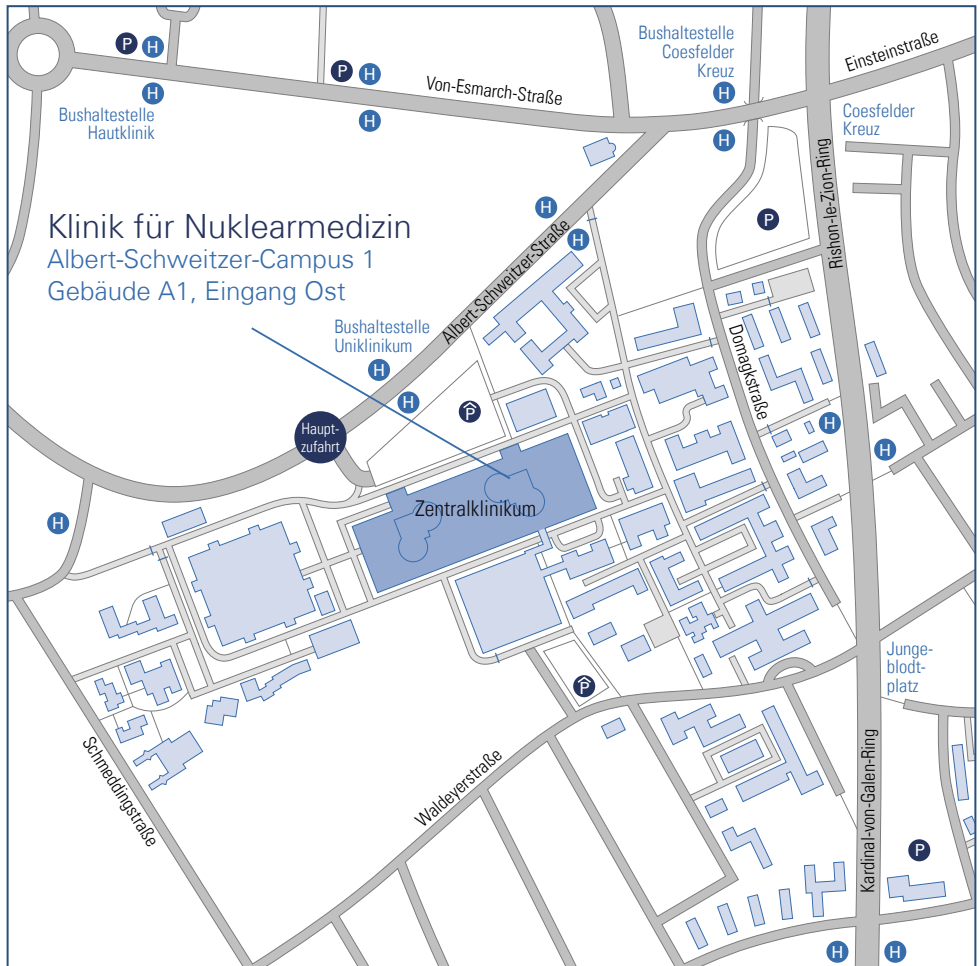 Bushaltestelle
Coesfelder
Kreuz
H
Einsteinstraße
P H
P H
H
Von-Esmarch-Straße
Bushaltestelle
Hautklinik
H
H
Coesfelder
Kreuz
Rishon-le-Zion-Ring
H
P
Klinik für Nuklearmedizin
Albert-Schweitzer-Campus 1
Gebäude A1, Eingang Ost
H
H
Albert-Schweitzer-Straße
Bushaltestelle
Uniklinikum
H
H
P
Domagkstraße
Haupt-
zufahrt
H
H
Zentralklinikum
H
Junge-
blodt-
platz
P
Schmeddingstraße
Waldeyerstraße
Kardinal-von-Galen-Ring
P
H
H